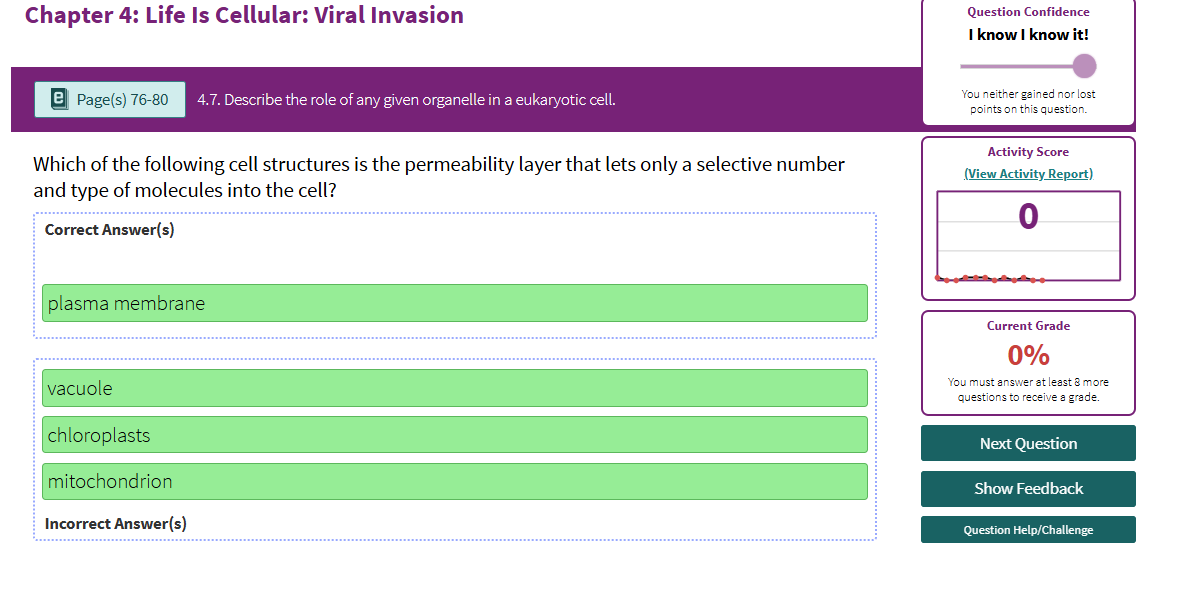 Chapter 4: Life Is Cellular: Viral Invasion
Page(s) 76-80
4.7. Describe the role of any given organelle in a eukaryotic cell.
Question Confidence
I know I know it!
You neither gained nor lost
points on this question.
Which of the following cell structures is the permeability layer that lets only a selective number
and type of molecules into the cell?
Correct Answer(s)
plasma membrane
vacuole
chloroplasts
mitochondrion
Incorrect Answer(s)
Activity Score
(View Activity Report)
0
Current Grade
0%
You must answer at least 8 more
questions to receive a grade.
Next Question
Show Feedback
Question Help/Challenge